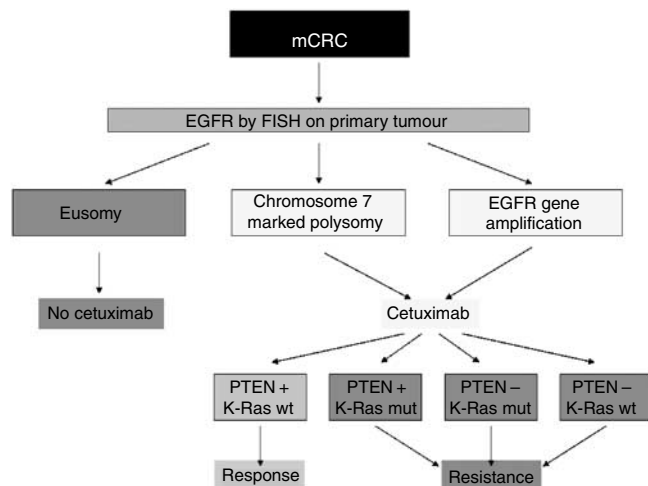 mCRC
EGFR by FISH on primary tumour
Eusomy
Chromosome 7
marked polysomy
EGFR gene
amplification
No cetuximab
Cetuximab
PTEN +
K-Ras wt
PTEN +
K-Ras mut
PTEN –
K-Ras mut
PTEN –
K-Ras wt
Response
Resistance